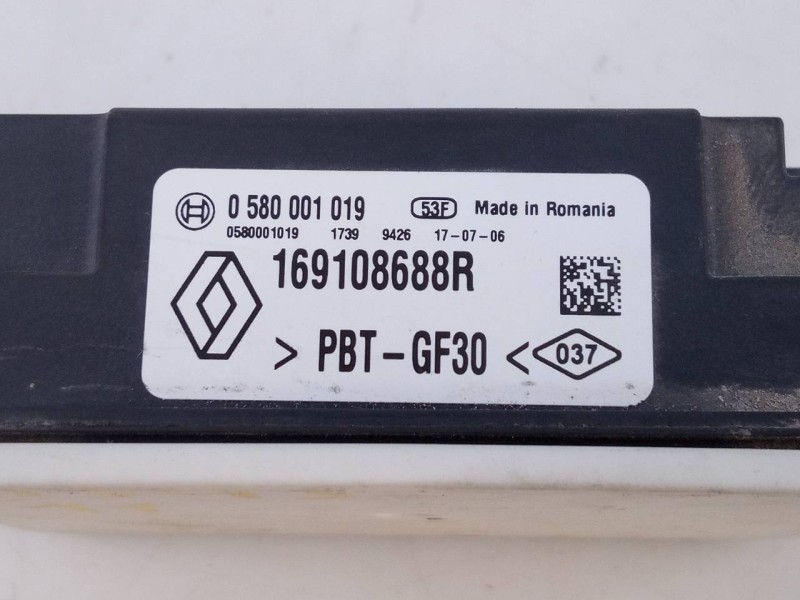 0 580 001 019 53F Made in Romania
0580001019 1739 9426 17-07-06
169108688R
> PBT-GF30 < 037